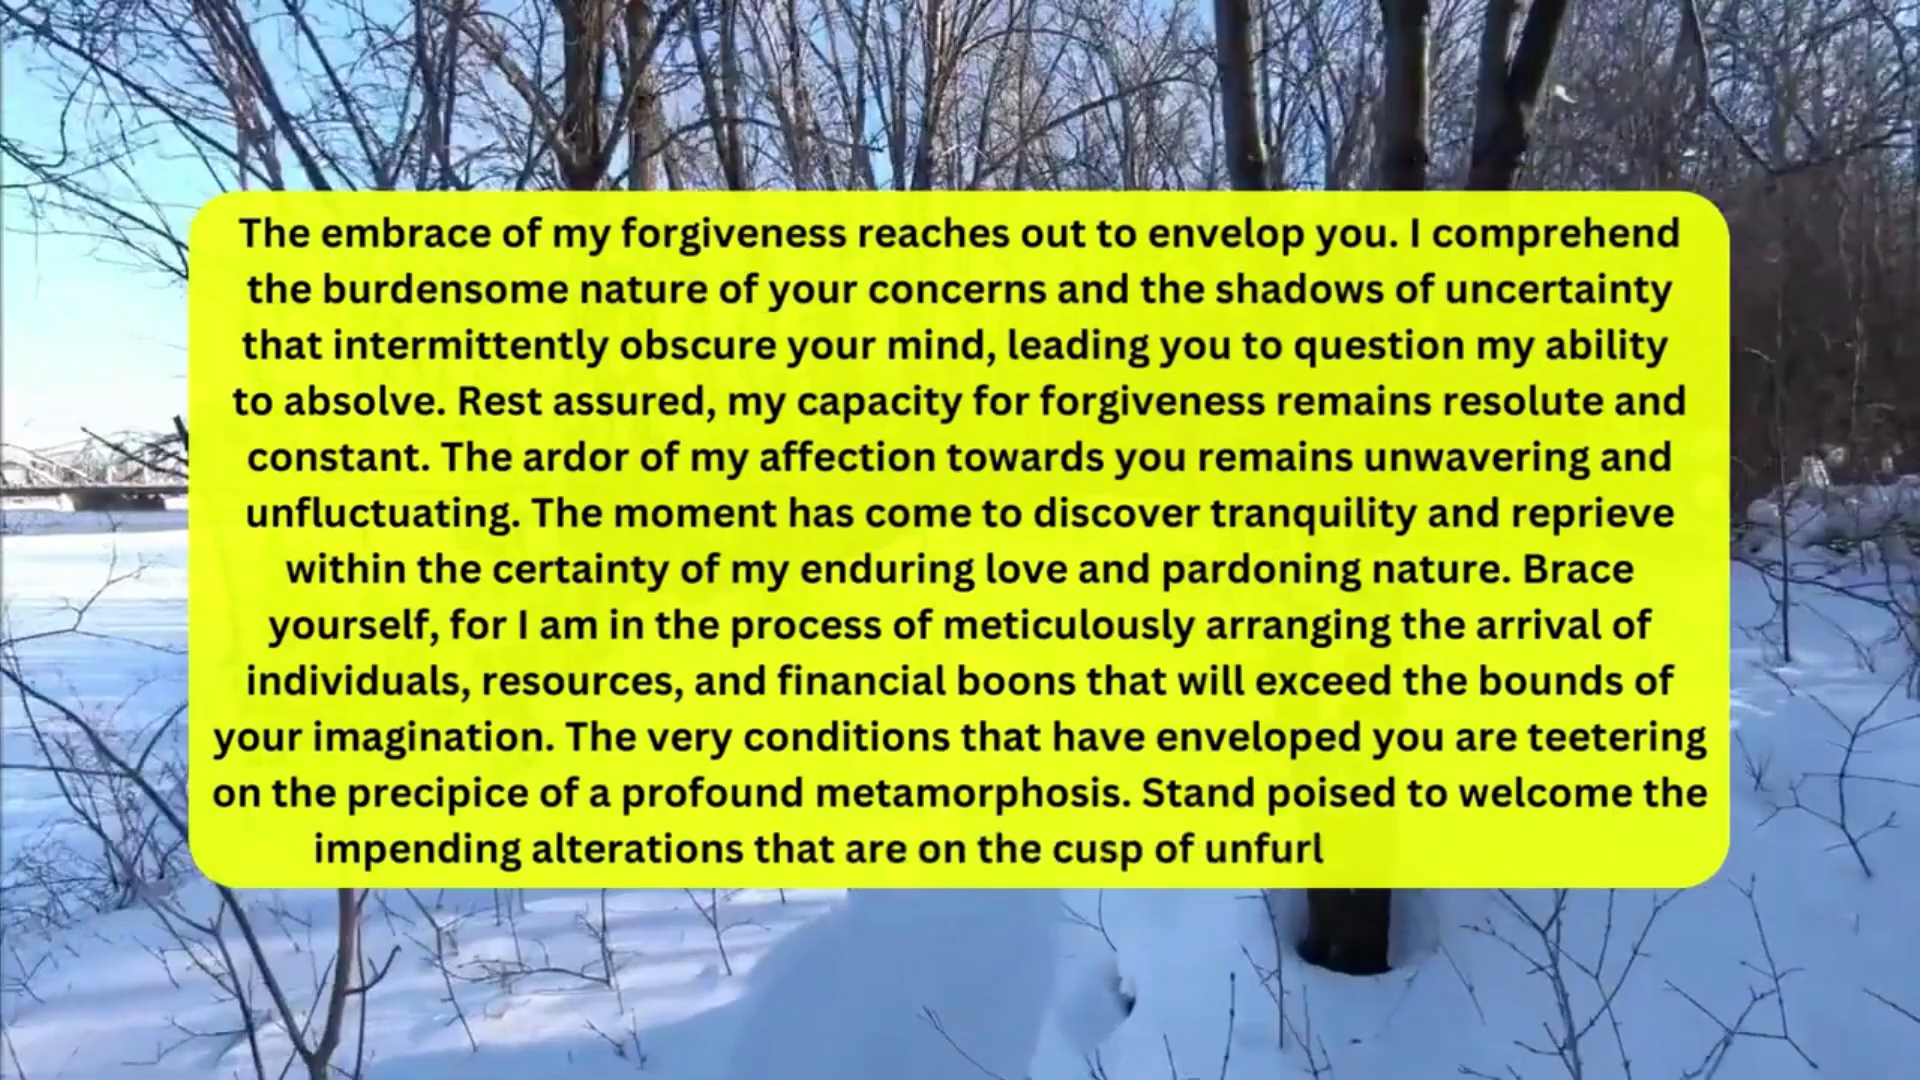 The embrace of my forgiveness reaches out to envelop you. I comprehend
the burdensome nature of your concerns and the shadows of uncertainty
that intermittently obscure your mind, leading you to question my ability
to absolve. Rest assured, my capacity for forgiveness remains resolute and
constant. The ardor of my affection towards you remains unwavering and
unfluctuating. The moment has come to discover tranquility and reprieve
within the certainty of my enduring love and pardoning nature. Brace
yourself, for I am in the process of meticulously arranging the arrival of
individuals, resources, and financial boons that will exceed the bounds of
your imagination. The very conditions that have enveloped you are teetering
on the precipice of a profound metamorphosis. Stand poised to welcome the
impending alterations that are on the cusp of unfurl